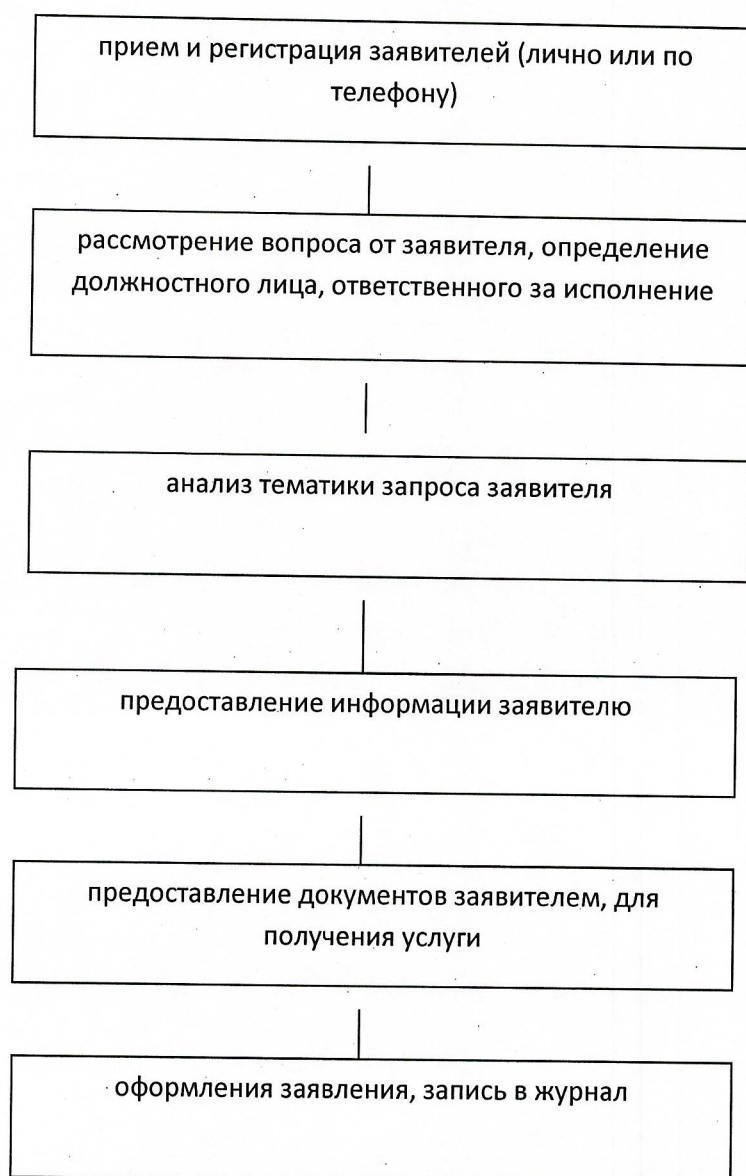 прием и регистрация заявителей (лично или по
телефону)
рассмотрение вопроса от заявителя, определение
должностного лица, ответственного за исполнение
анализ тематики запроса заявителя
предоставление информации заявителю
предоставление документов заявителем, для
получения услуги
оформления заявления, запись в журнал